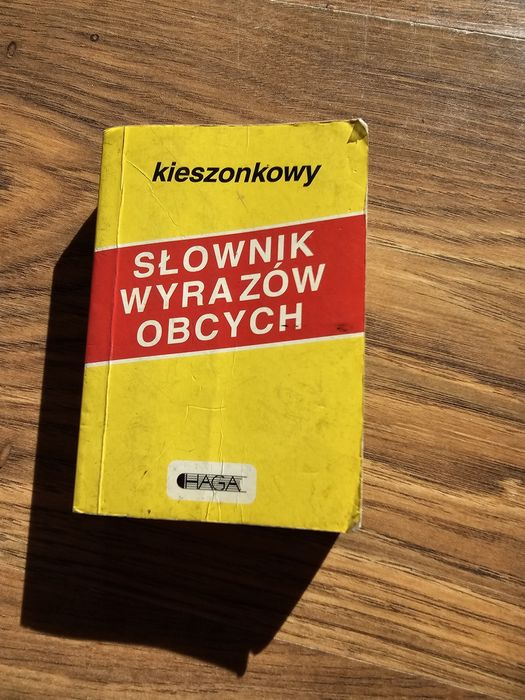 kieszonkowy
SŁOWNIK
WYRAZÓW
OBCYCH
HAGA